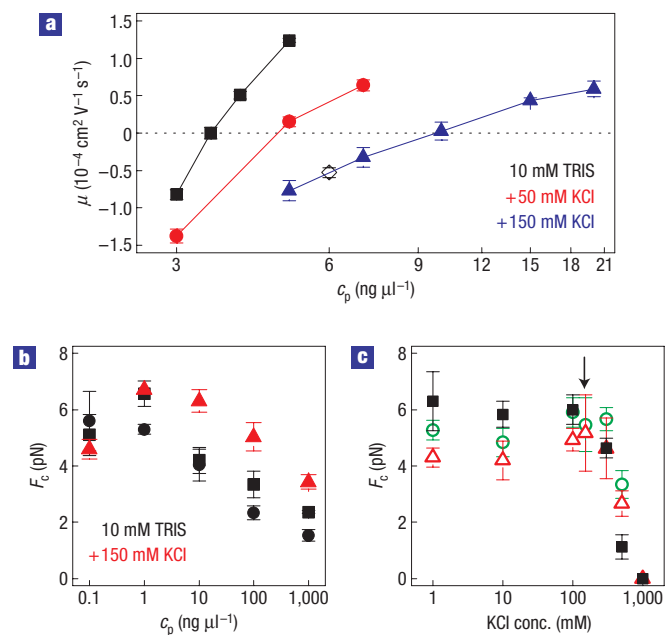 a
1.5
1.0
0.5
0
−0.5
−1.0
−1.5
μ (10⁻⁴ cm² V⁻¹ s⁻¹)
10 mM TRIS
+50 mM KCl
+150 mM KCl
3 6 9 12 15 18 21
cₚ (ng μl⁻¹)
b
8
6
4
2
0
F꜀ (pN)
10 mM TRIS
+150 mM KCl
0.1 1 10 100 1,000
cₚ (ng μl⁻¹)
c
8
6
4
2
0
F꜀ (pN)
1 10 100 1,000
KCl conc. (mM)